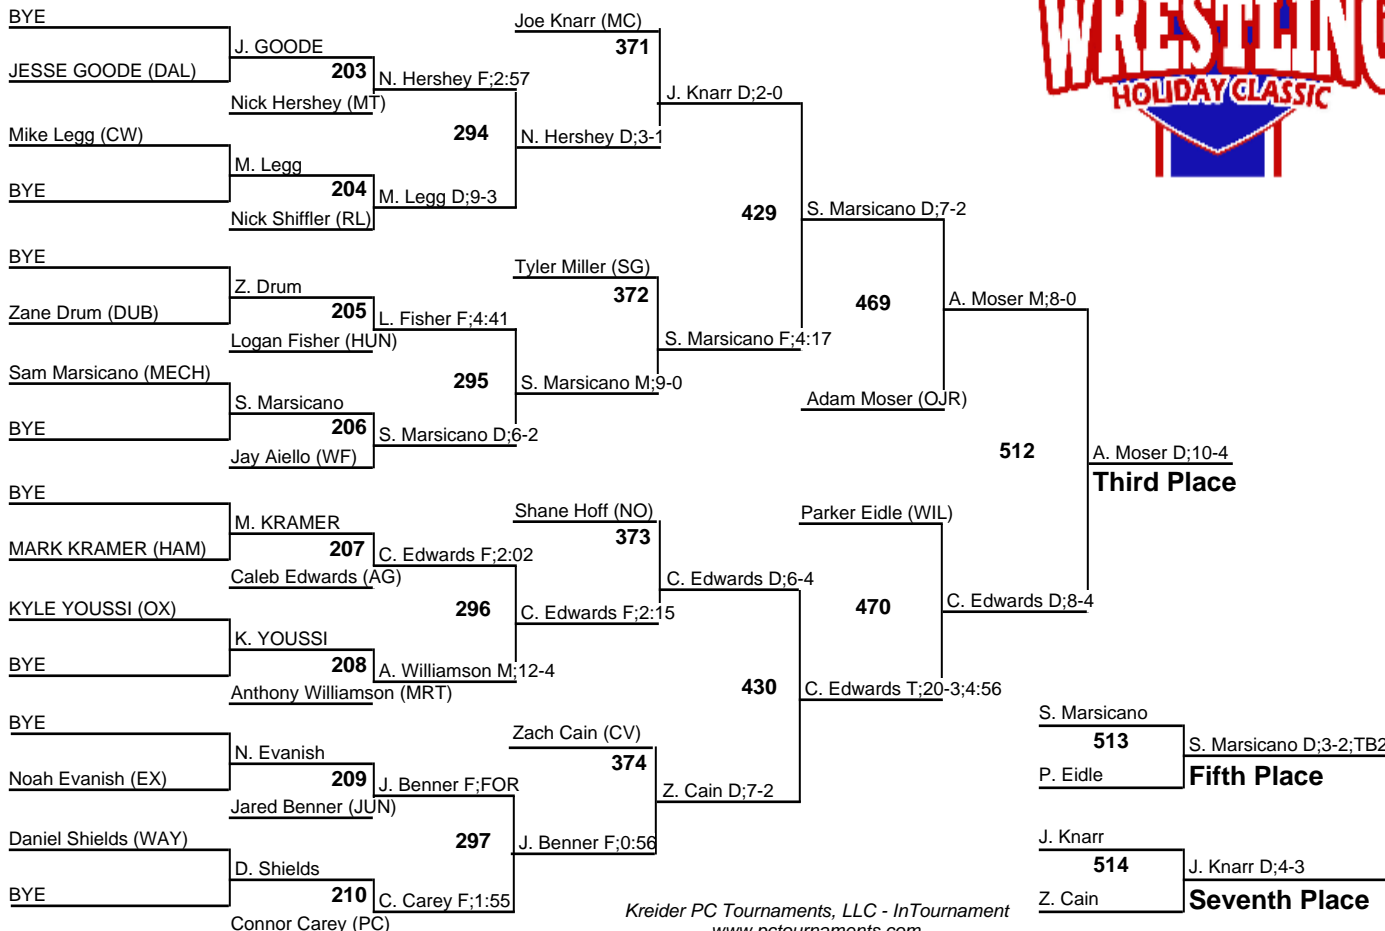 BYE
J. GOODE
JESSE GOODE (DAL)
203
N. Hershey F;2:57
Nick Hershey (MT)
294
Mike Legg (CW)
M. Legg
BYE
204
M. Legg D;9-3
Nick Shiffler (RL)
Joe Knarr (MC)
371
J. Knarr D;2-0
N. Hershey D;3-1
429
S. Marsicano D;7-2
BYE
Z. Drum
Zane Drum (DUB)
205
L. Fisher F;4:41
Logan Fisher (HUN)
295
Sam Marsicano (MECH)
S. Marsicano
BYE
206
S. Marsicano D;6-2
Jay Aiello (WF)
Tyler Miller (SG)
372
S. Marsicano F;4:17
S. Marsicano M;9-0
469
A. Moser M;8-0
Adam Moser (OJR)
512
A. Moser D;10-4
Third Place
BYE
M. KRAMER
MARK KRAMER (HAM)
207
C. Edwards F;2:02
Caleb Edwards (AG)
296
KYLE YOUSSI (OX)
K. YOUSSI
BYE
208
A. Williamson M;12-4
Anthony Williamson (MRT)
Shane Hoff (NO)
373
C. Edwards D;6-4
C. Edwards F;2:15
Parker Eidle (WIL)
470
C. Edwards D;8-4
430
C. Edwards T;20-3;4:56
BYE
N. Evanish
Noah Evanish (EX)
209
J. Benner F;FOR
Jared Benner (JUN)
297
Daniel Shields (WAY)
D. Shields
BYE
210
C. Carey F;1:55
Connor Carey (PC)
Zach Cain (CV)
374
Z. Cain D;7-2
J. Benner F;0:56
S. Marsicano
513
S. Marsicano D;3-2;TB2
P. Eidle
Fifth Place
J. Knarr
514
J. Knarr D;4-3
Z. Cain
Seventh Place
Kreider PC Tournaments, LLC - InTournament
www.pctournaments.com
WRESTLING
HOLIDAY CLASSIC